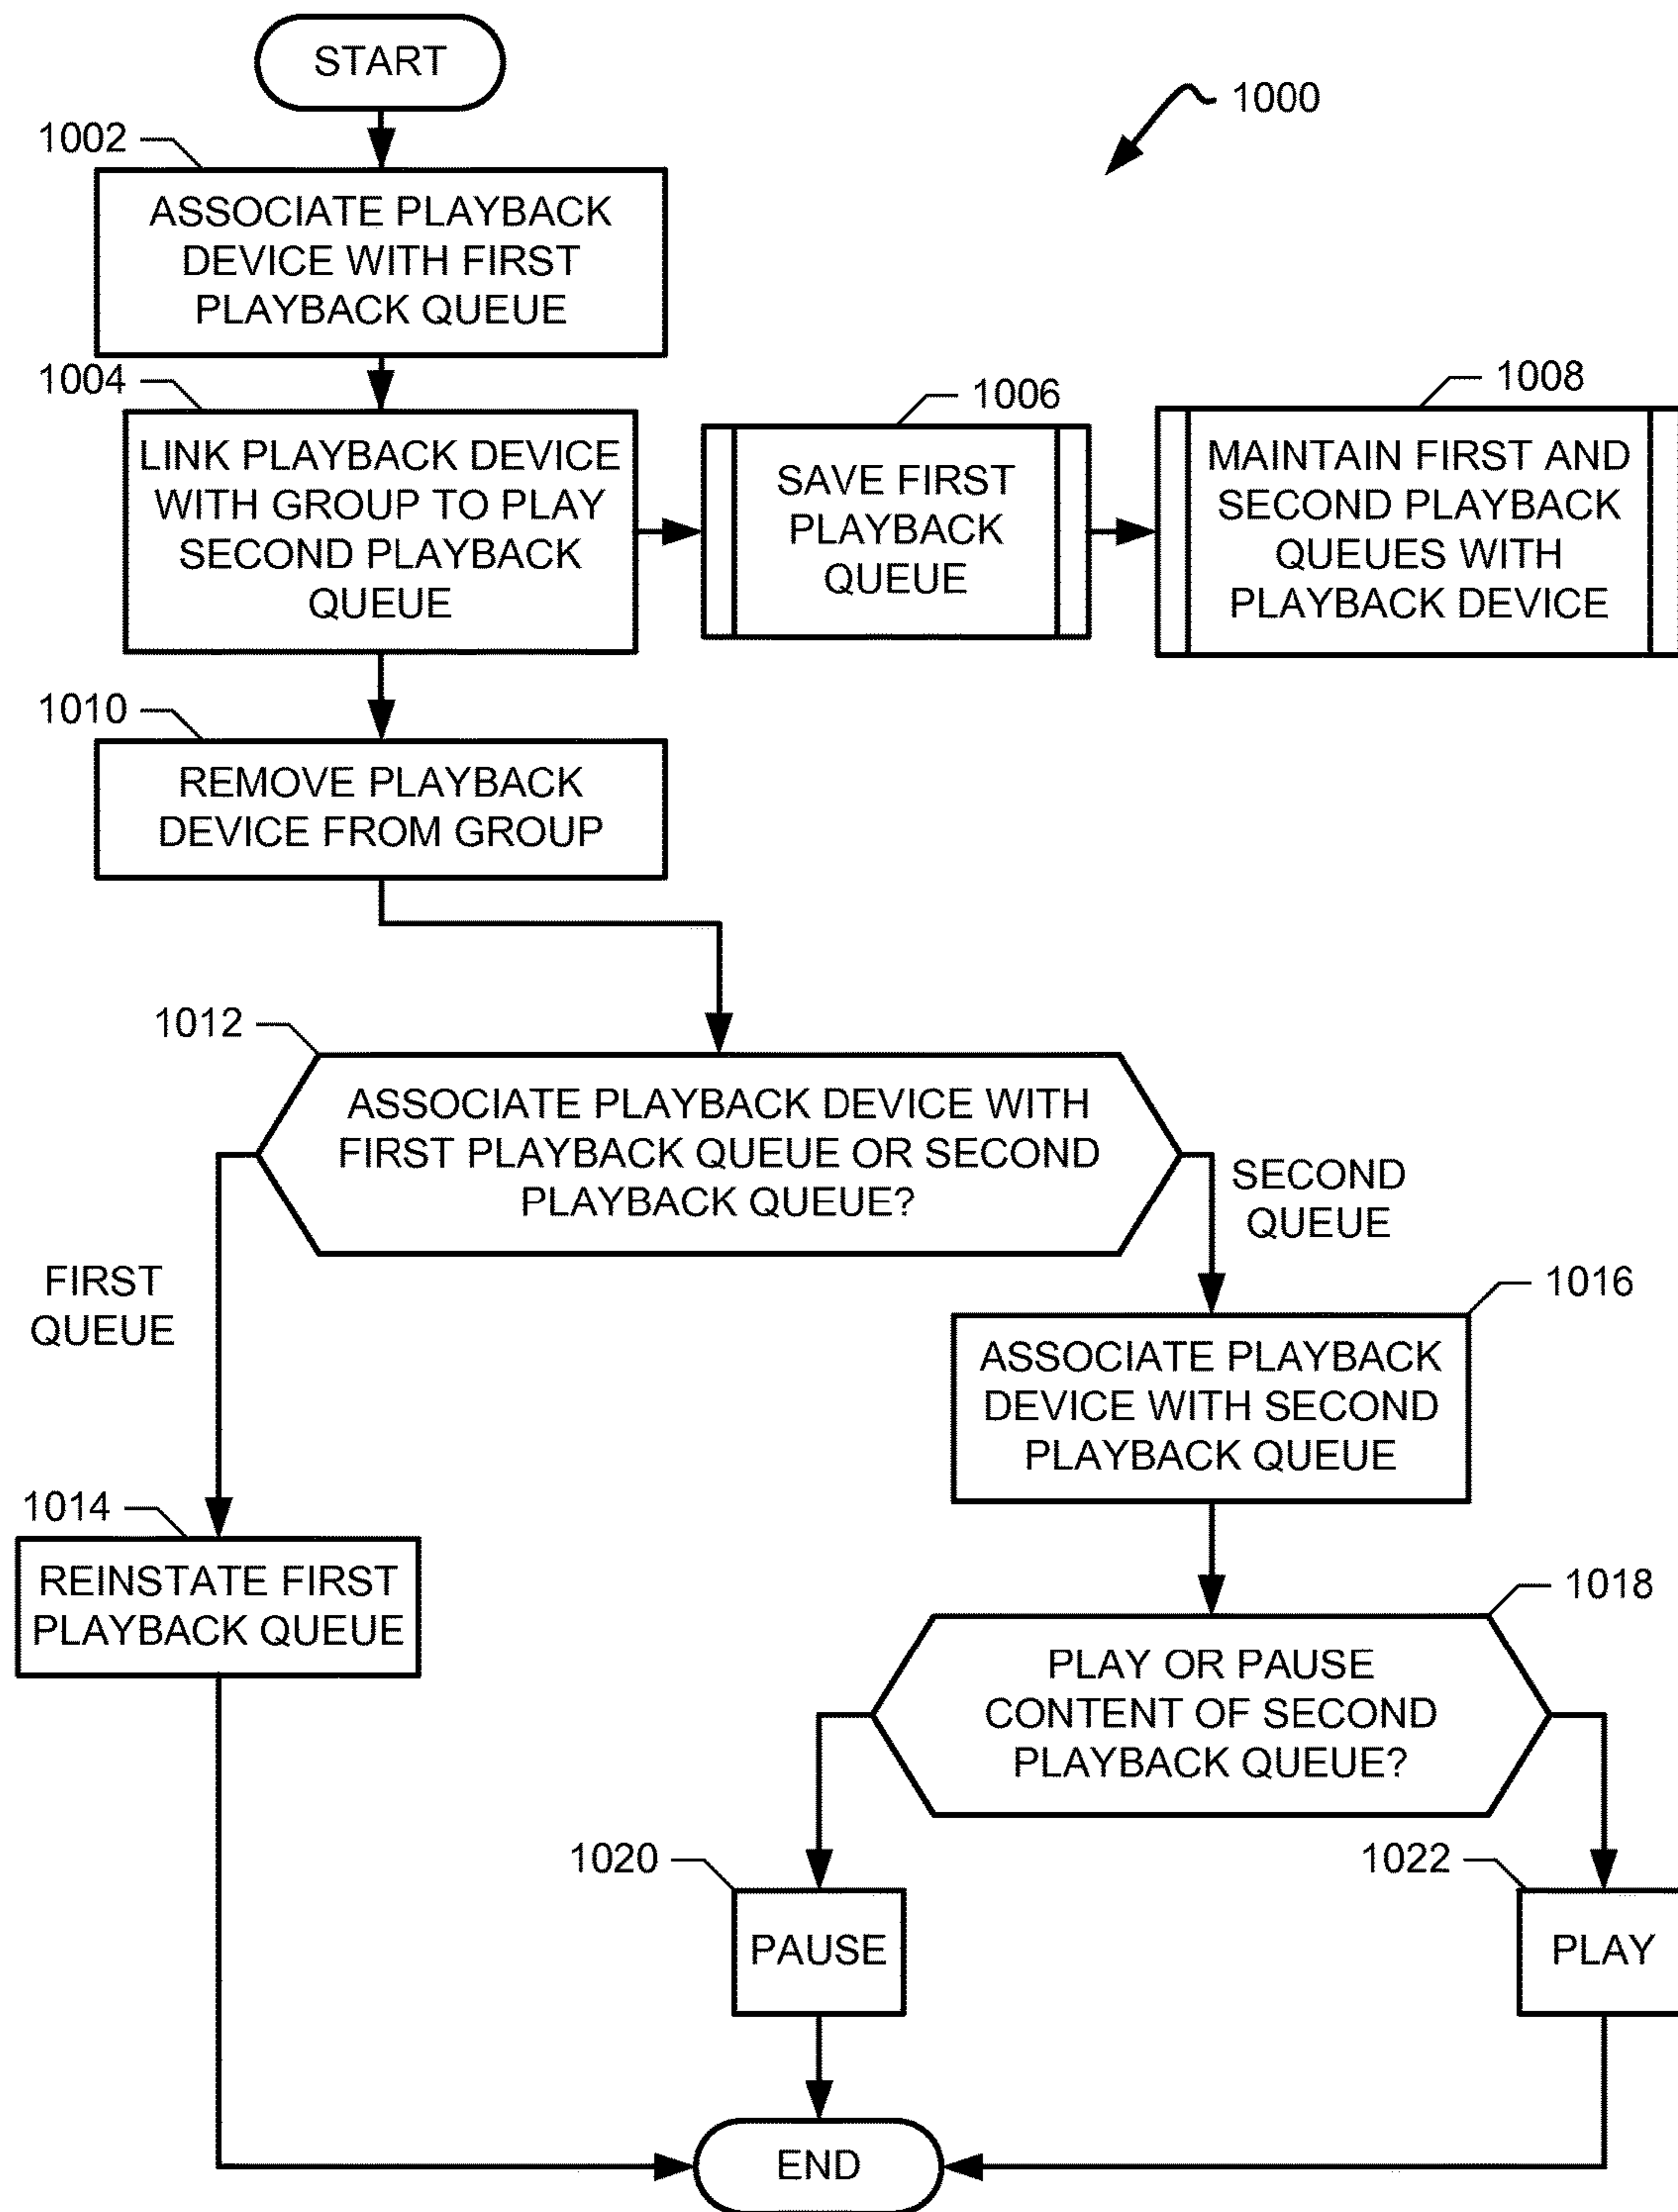 START
1000
1002
ASSOCIATE PLAYBACK
DEVICE WITH FIRST
PLAYBACK QUEUE
1004
LINK PLAYBACK DEVICE
WITH GROUP TO PLAY
SECOND PLAYBACK
QUEUE
1006
SAVE FIRST
PLAYBACK
QUEUE
1008
MAINTAIN FIRST AND
SECOND PLAYBACK
QUEUES WITH
PLAYBACK DEVICE
1010
REMOVE PLAYBACK
DEVICE FROM GROUP
1012
ASSOCIATE PLAYBACK DEVICE WITH
FIRST PLAYBACK QUEUE OR SECOND
PLAYBACK QUEUE?
FIRST
QUEUE
SECOND
QUEUE
1014
REINSTATE FIRST
PLAYBACK QUEUE
1016
ASSOCIATE PLAYBACK
DEVICE WITH SECOND
PLAYBACK QUEUE
1018
PLAY OR PAUSE
CONTENT OF SECOND
PLAYBACK QUEUE?
1020
PAUSE
1022
PLAY
END